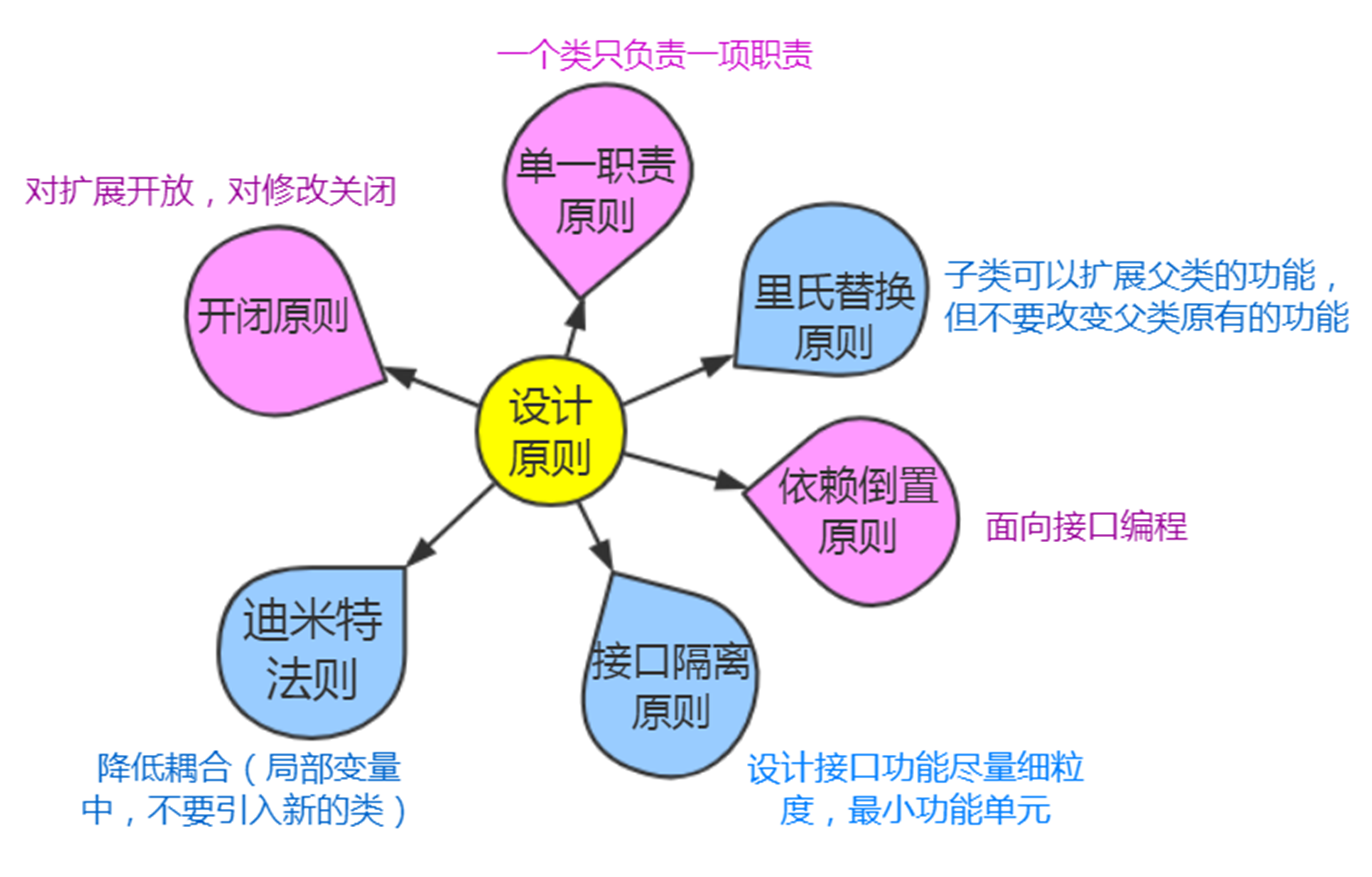 一个类只负责一项职责
单一职责
原则
对扩展开放，对修改关闭
开闭原则
里氏替换
原则
子类可以扩展父类的功能，
但不要改变父类原有的功能
设计
原则
依赖倒置
原则
面向接口编程
迪米特
法则
降低耦合（局部变量
中，不要引入新的类）
接口隔离
原则
设计接口功能尽量细粒
度，最小功能单元